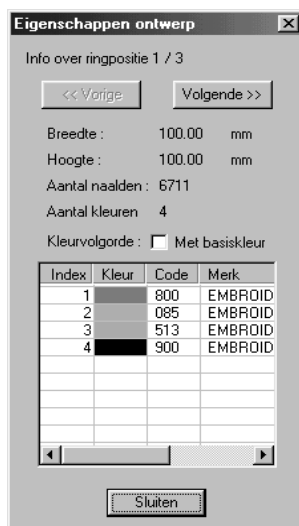 Eigenschappen ontwerp
Info over ringpositie 1 / 3
<< Vorige Volgende >>
Breedte : 100.00 mm
Hoogte : 100.00 mm
Aantal naalden : 6711
Aantal kleuren 4
Kleurvolgorde : Met basiskleur
Index Kleur Code Merk
1 800 EMBROID
2 085 EMBROID
3 513 EMBROID
4 900 EMBROID
Sluiten